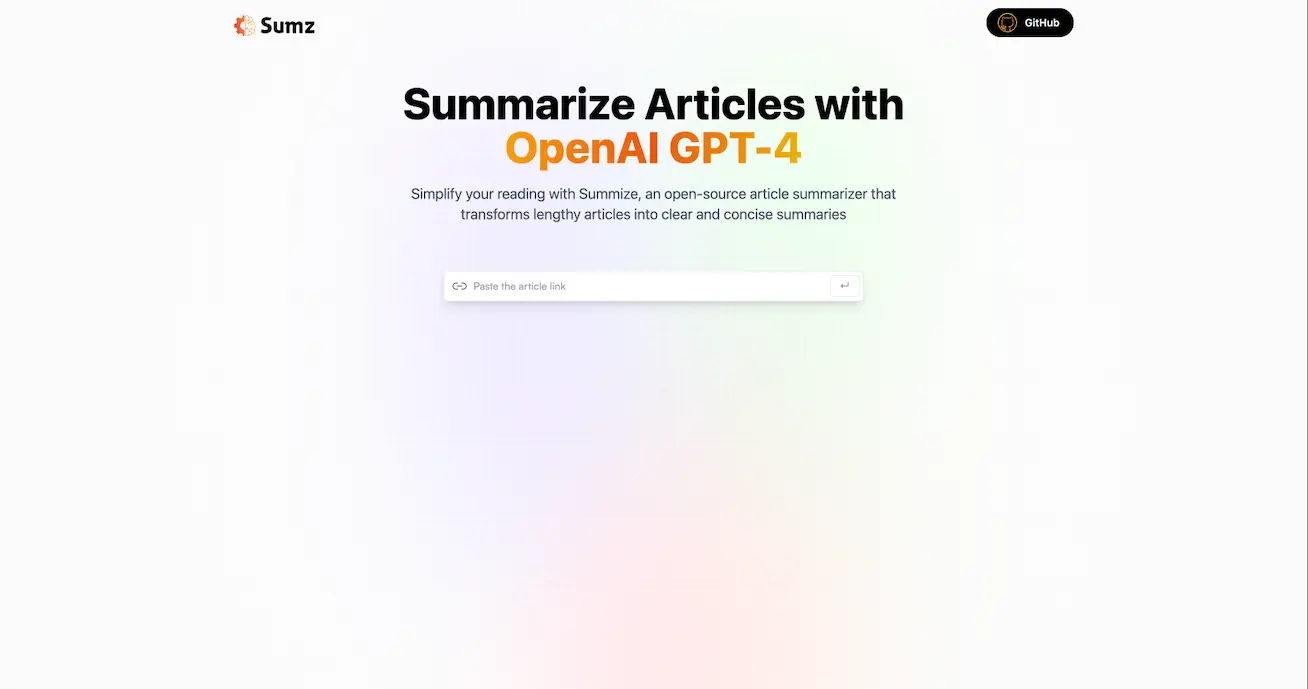 Sumz
GitHub
Summarize Articles with
OpenAI GPT-4
Simplify your reading with Summize, an open-source article summarizer that
transforms lengthy articles into clear and concise summaries
Paste the article link